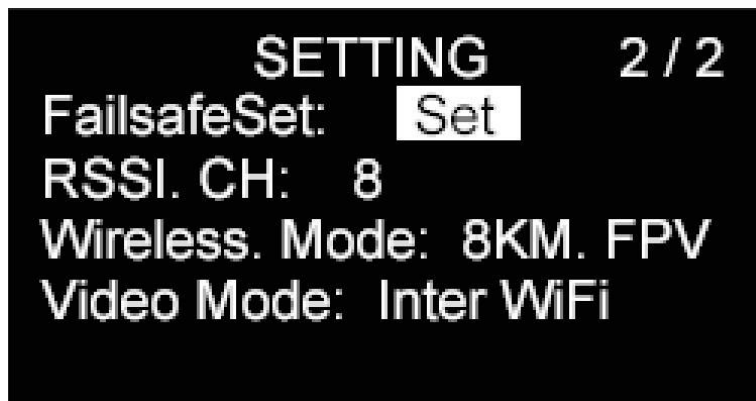 SETTING 2 / 2
FailsafeSet: Set
RSSI. CH: 8
Wireless. Mode: 8KM. FPV
Video Mode: Inter WiFi